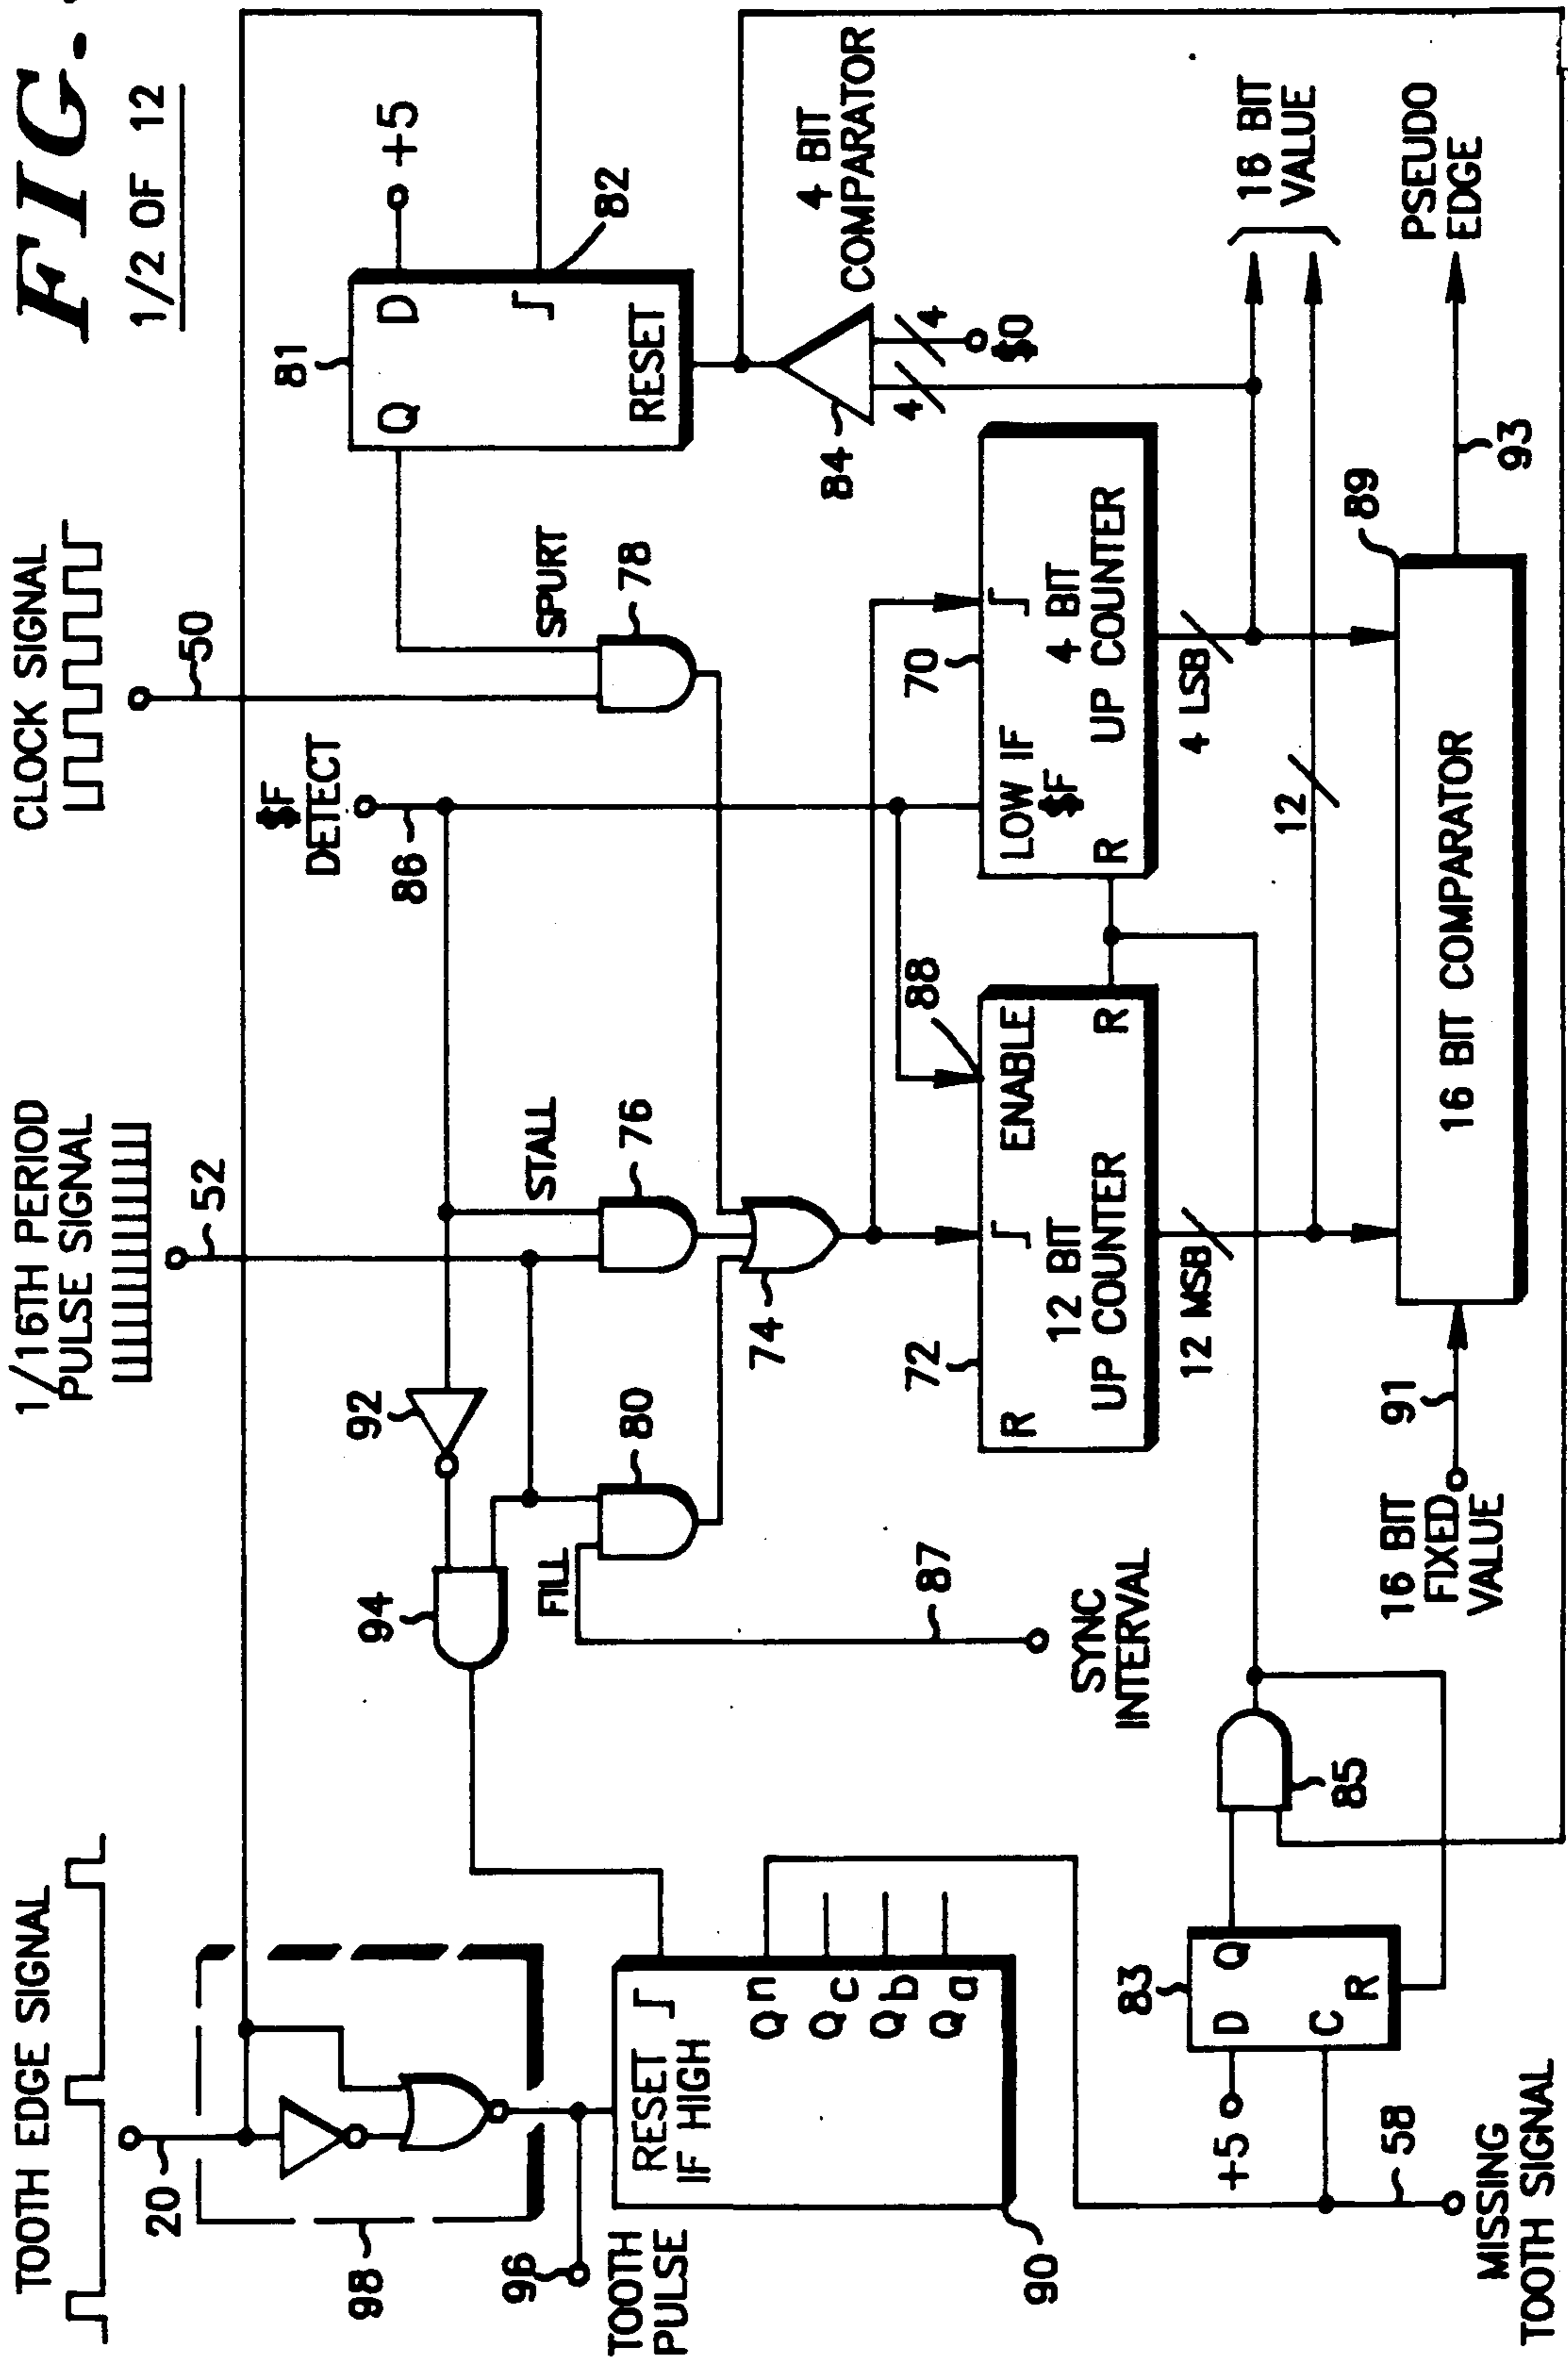 FIG.
1/2 OF 12
TOOTH EDGE SIGNAL
1/16TH PERIOD
PULSE SIGNAL
CLOCK SIGNAL
20
52
50
98
96
TOOTH
PULSE
RESET
IF HIGH
Qn
Qc
Qb
Qa
90
94
92
FILL
80
STALL
76
74
$F
DETECT
86
SPURT
78
81
Q
D
+5
RESET
82
84
4 BIT
COMPARATOR
4
4
$0
87
SYNC
INTERVAL
72
R
12 BIT
UP COUNTER
ENABLE
R
88
70
LOW IF
$F
R
4 BIT
UP COUNTER
12 MSB
4 LSB
12
16 BIT
VALUE
83
D
Q
C
R
+5
85
58
MISSING
TOOTH SIGNAL
16 BIT
FIXED
VALUE
91
16 BIT COMPARATOR
89
93
PSEUDO
EDGE